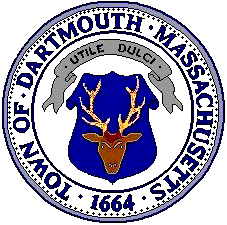 TOWN OF · DARTMOUTH · MASSACHUSETTS
UTILE DULCI ·
· 1664 ·